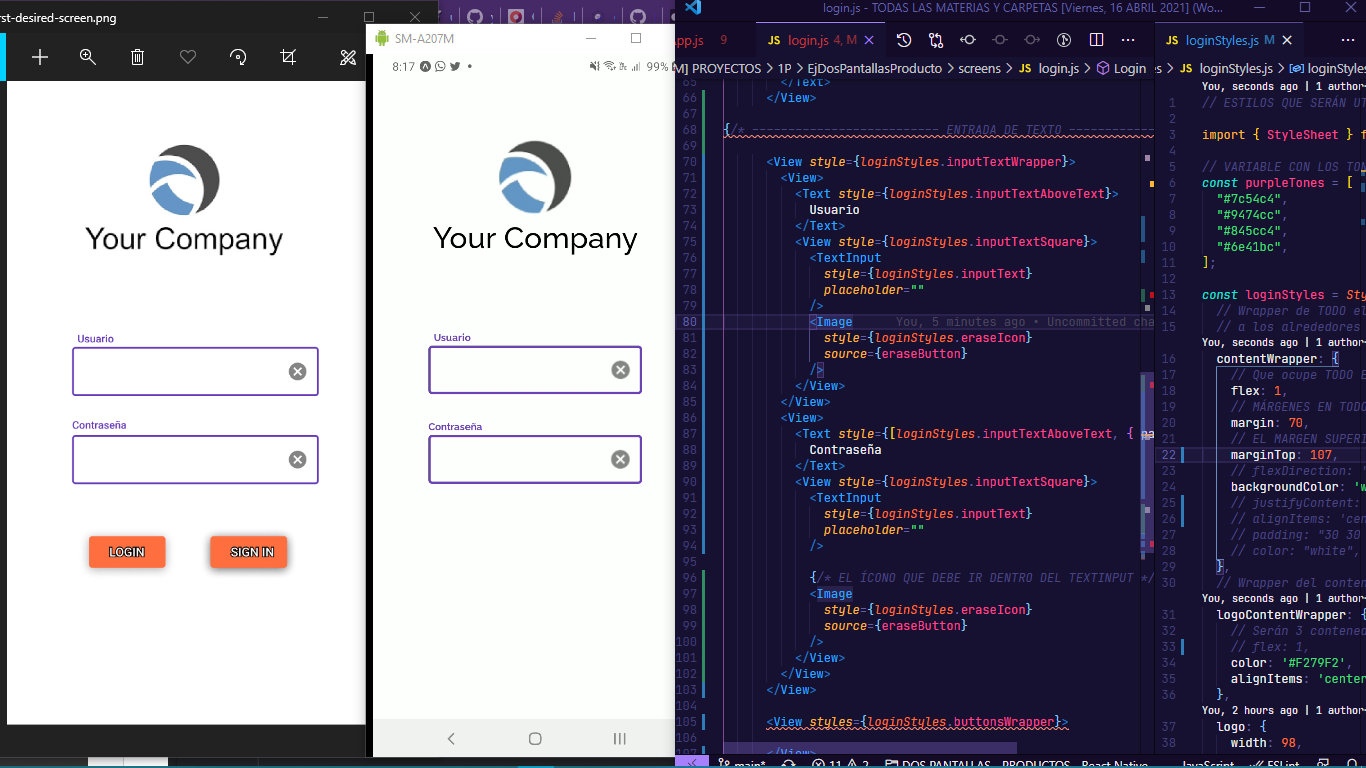 rst-desired-screen.png
SM-A207M
8:17
99%
Your Company
Usuario
Contraseña
LOGIN
SIGN IN
Your Company
Usuario
Contraseña
login.js - TODAS LAS MATERIAS Y CARPETAS [Viernes, 16 ABRIL 2021] (Wo...
pp.js 9
JS login.js 4, M
JS loginStyles.js M
M] PROYECTOS > 1P > EjDosPantallasProducto > screens > JS login.js > Login
es > JS loginStyles.js > loginStyles
65 </Text>
66 </View>
67
68 {/* -------------------------- ENTRADA DE TEXTO ------------
69
70 <View style={loginStyles.inputTextWrapper}>
71 <View>
72 <Text style={loginStyles.inputTextAboveText}>
73 Usuario
74 </Text>
75 <View style={loginStyles.inputTextSquare}>
76 <TextInput
77 style={loginStyles.inputText}
78 placeholder=""
79 />
80 <Image You, 5 minutes ago • Uncommitted cha
81 style={loginStyles.eraseIcon}
82 source={eraseButton}
83 />
84 </View>
85 </View>
86 <View>
87 <Text style={[loginStyles.inputTextAboveText, { pa
88 Contraseña
89 </Text>
90 <View style={loginStyles.inputTextSquare}>
91 <TextInput
92 style={loginStyles.inputText}
93 placeholder=""
94 />
95
96 {/* EL ÍCONO QUE DEBE IR DENTRO DEL TEXTINPUT */
97 <Image
98 style={loginStyles.eraseIcon}
99 source={eraseButton}
100 />
101 </View>
102 </View>
103 </View>
104
105 <View styles={loginStyles.buttonsWrapper}>
106
107 </View>
You, seconds ago | 1 author
1 // ESTILOS QUE SERÁN UT
2
3 import { StyleSheet } f
4
5 // VARIABLE CON LOS TON
6 const purpleTones = [
7 "#7c54c4",
8 "#9474cc",
9 "#845cc4",
10 "#6e41bc",
11 ];
12
13 const loginStyles = Sty
14 // Wrapper de TODO el
15 // a los alrededores
You, seconds ago | 1 author
16 contentWrapper: {
17 // Que ocupe TODO E
18 flex: 1,
19 // MÁRGENES EN TODO
20 margin: 70,
21 // EL MARGEN SUPERI
22 marginTop: 107,
23 // flexDirection: '
24 backgroundColor: 'w
25 // justifyContent:
26 // alignItems: 'cen
27 // padding: "30 30
28 // color: "white",
29 },
30 // Wrapper del conten
You, seconds ago | 1 author
31 logoContentWrapper: {
32 // Serán 3 contened
33 // flex: 1,
34 color: '#F279F2',
35 alignItems: 'center
36 },
You, 2 hours ago | 1 author
37 logo: {
38 width: 98,
main* 11 2 DOS PANTALLAS - PRODUCTOS - React Native JavaScript ESLint